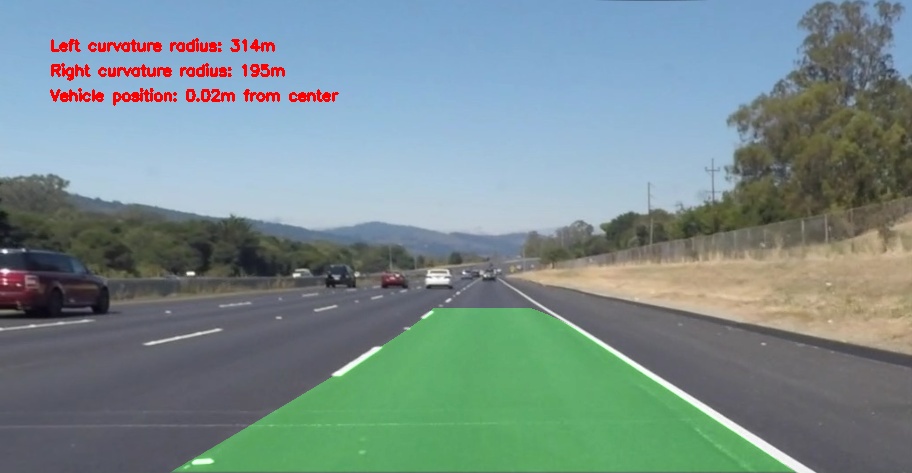 Left curvature radius: 314m
Right curvature radius: 195m
Vehicle position: 0.02m from center